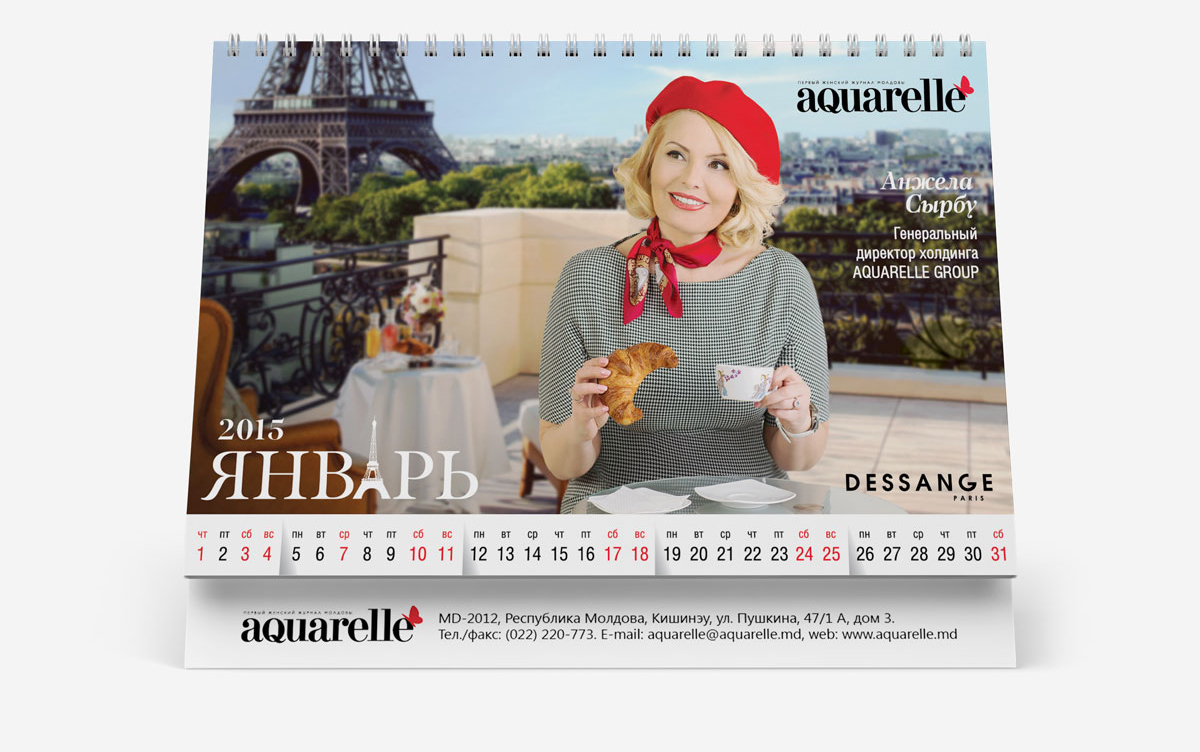 ПЕРВЫЙ ЖЕНСКИЙ ЖУРНАЛ МОЛДОВЫ
aquarelle
Анжела
Сырбу
Генеральный
директор холдинга
AQUARELLE GROUP
2015
ЯНВАРЬ
DESSANGE
PARIS
чт пт сб вс пн вт ср чт пт сб вс пн вт ср чт пт сб вс пн вт ср чт пт сб вс пн вт ср чт пт сб
1 2 3 4 5 6 7 8 9 10 11 12 13 14 15 16 17 18 19 20 21 22 23 24 25 26 27 28 29 30 31
ПЕРВЫЙ ЖЕНСКИЙ ЖУРНАЛ МОЛДОВЫ
aquarelle
MD-2012, Республика Молдова, Кишинэу, ул. Пушкина, 47/1 А, дом 3.
Тел./факс: (022) 220-773. E-mail: aquarelle@aquarelle.md, web: www.aquarelle.md